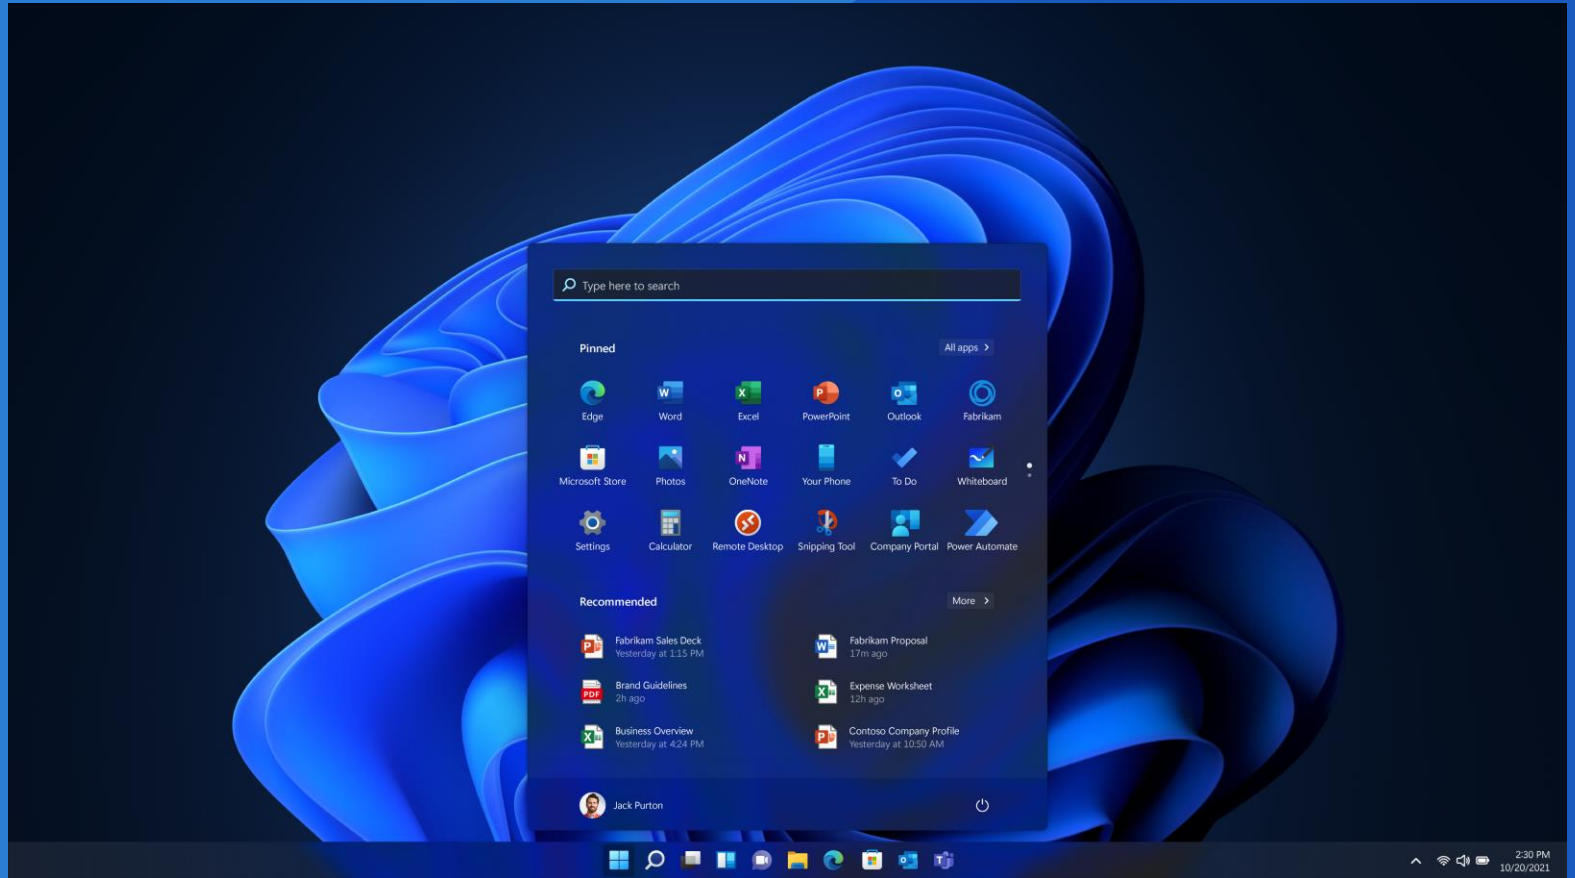 Type here to search
Pinned
All apps >
Edge
Word
Excel
PowerPoint
Outlook
Fabrikam
Microsoft Store
Photos
OneNote
Your Phone
To Do
Whiteboard
Settings
Calculator
Remote Desktop
Snipping Tool
Company Portal
Power Automate
Recommended
More >
Fabrikam Sales Deck
Yesterday at 1:15 PM
Fabrikam Proposal
17m ago
PDF
Brand Guidelines
2h ago
Expense Worksheet
12h ago
Business Overview
Yesterday at 4:24 PM
Contoso Company Profile
Yesterday at 10:50 AM
Jack Purton
2:30 PM
10/20/2021